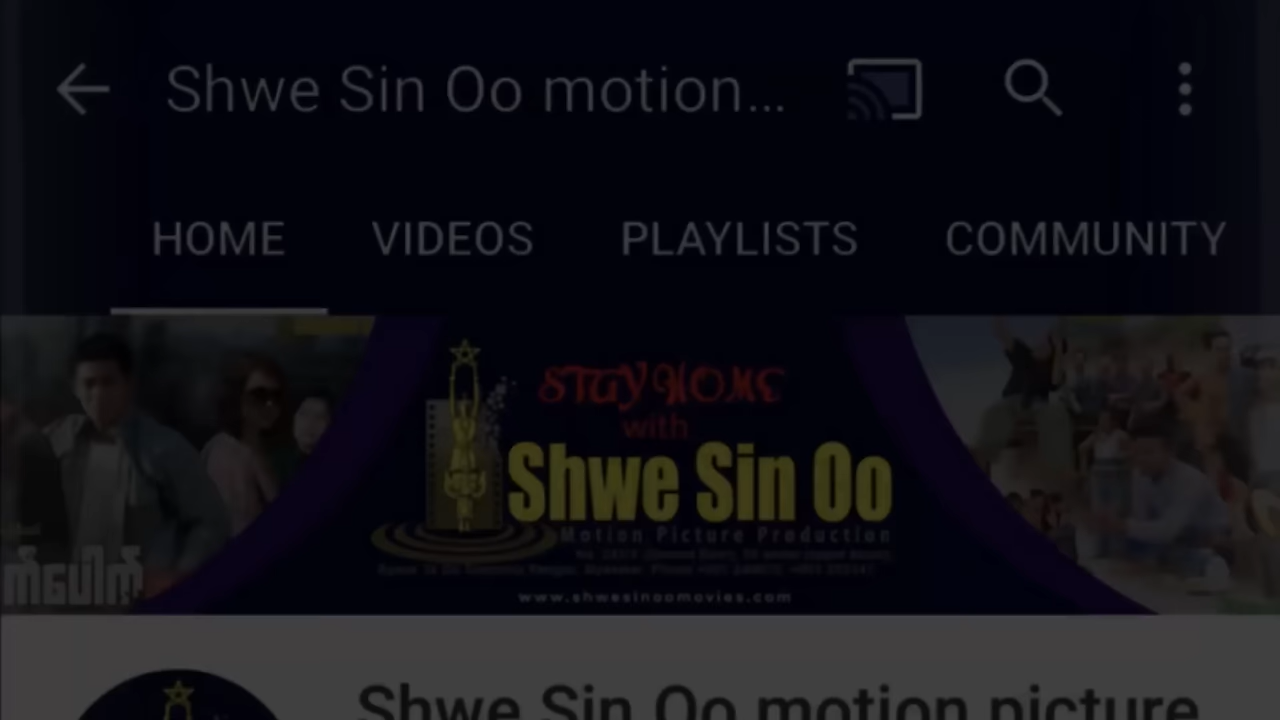 Shwe Sin Oo motion...
HOME VIDEOS PLAYLISTS COMMUNITY
STaY HOME
with
Shwe Sin Oo
Motion Picture Production
www.shwesinoomovies.com
Shwe Sin Oo motion picture